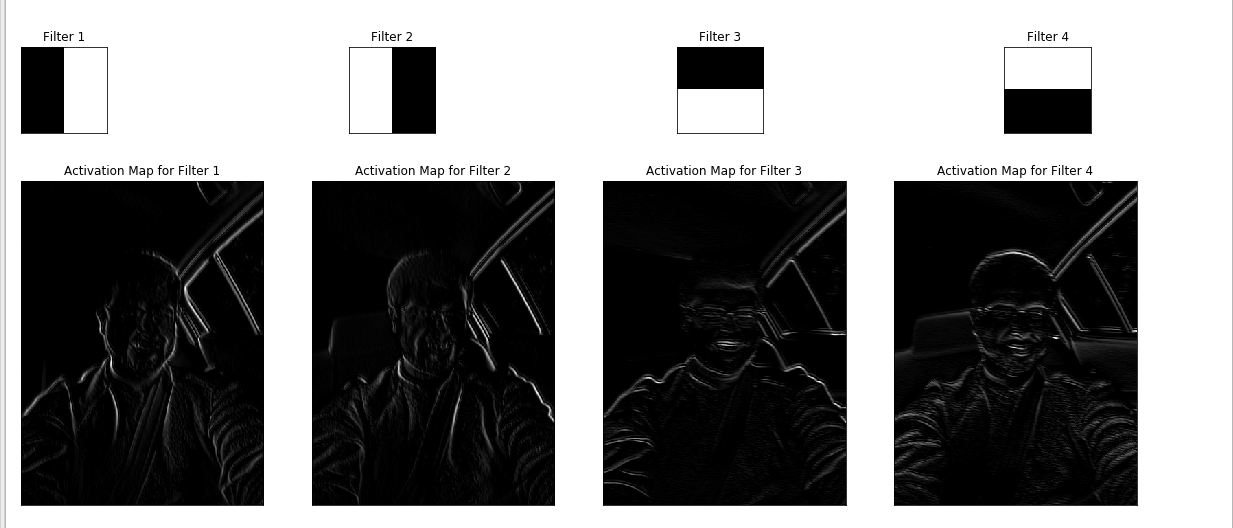 Filter 1
Filter 2
Filter 3
Filter 4
Activation Map for Filter 1
Activation Map for Filter 2
Activation Map for Filter 3
Activation Map for Filter 4